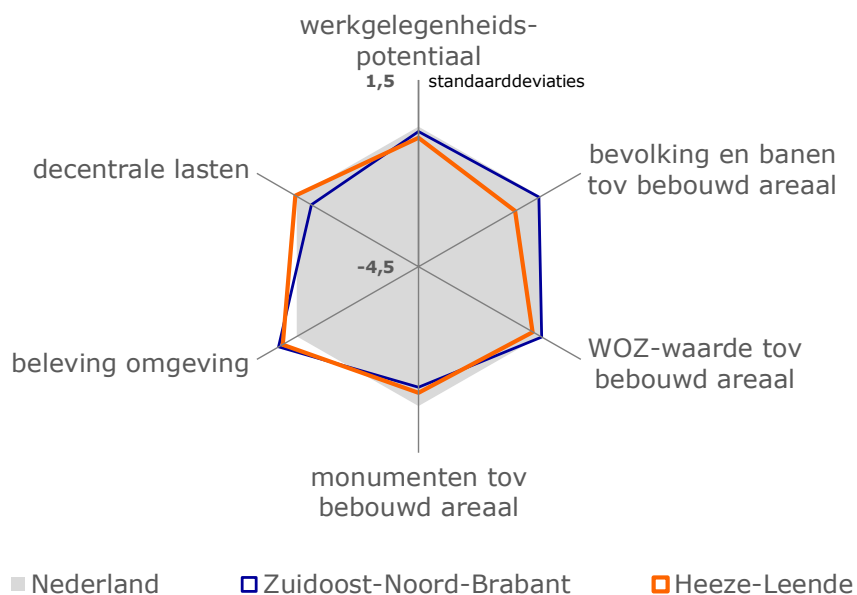 werkgelegenheids-
potentiaal
1,5 standaarddeviaties
decentrale lasten
bevolking en banen
tov bebouwd areaal
-4,5
beleving omgeving
WOZ-waarde tov
bebouwd areaal
monumenten tov
bebouwd areaal
Nederland Zuidoost-Noord-Brabant Heeze-Leende